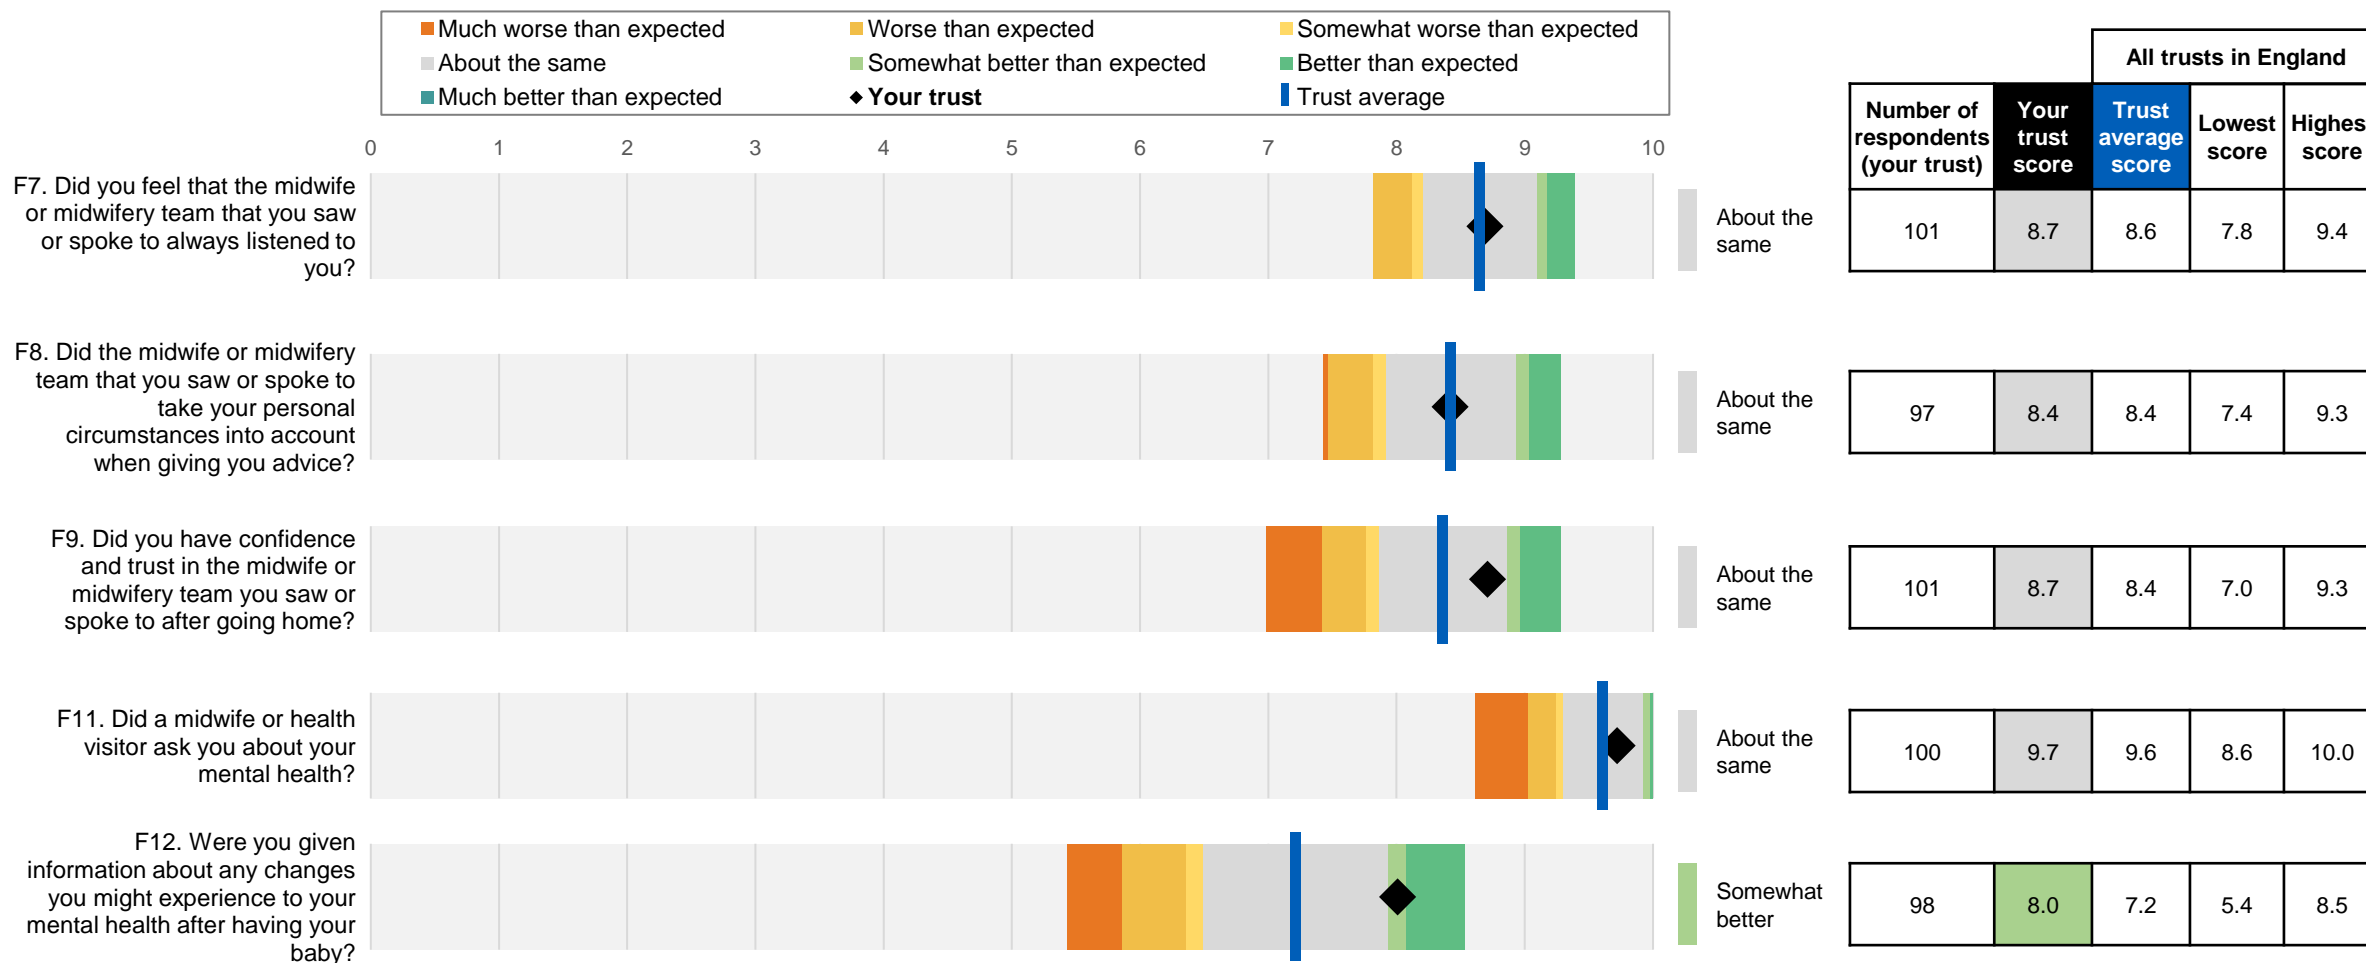 Much worse than expected
Worse than expected
Somewhat worse than expected
About the same
Somewhat better than expected
Better than expected
Much better than expected
Your trust
Trust average
All trusts in England
Number of
respondents
(your trust)
Your
trust
score
Trust
average
score
Lowest
score
Highes
score
0 1 2 3 4 5 6 7 8 9 10
F7. Did you feel that the midwife
or midwifery team that you saw
or spoke to always listened to
you?
About the
same
101 8.7 8.6 7.8 9.4
F8. Did the midwife or midwifery
team that you saw or spoke to
take your personal
circumstances into account
when giving you advice?
About the
same
97 8.4 8.4 7.4 9.3
F9. Did you have confidence
and trust in the midwife or
midwifery team you saw or
spoke to after going home?
About the
same
101 8.7 8.4 7.0 9.3
F11. Did a midwife or health
visitor ask you about your
mental health?
About the
same
100 9.7 9.6 8.6 10.0
F12. Were you given
information about any changes
you might experience to your
mental health after having your
baby?
Somewhat
better
98 8.0 7.2 5.4 8.5